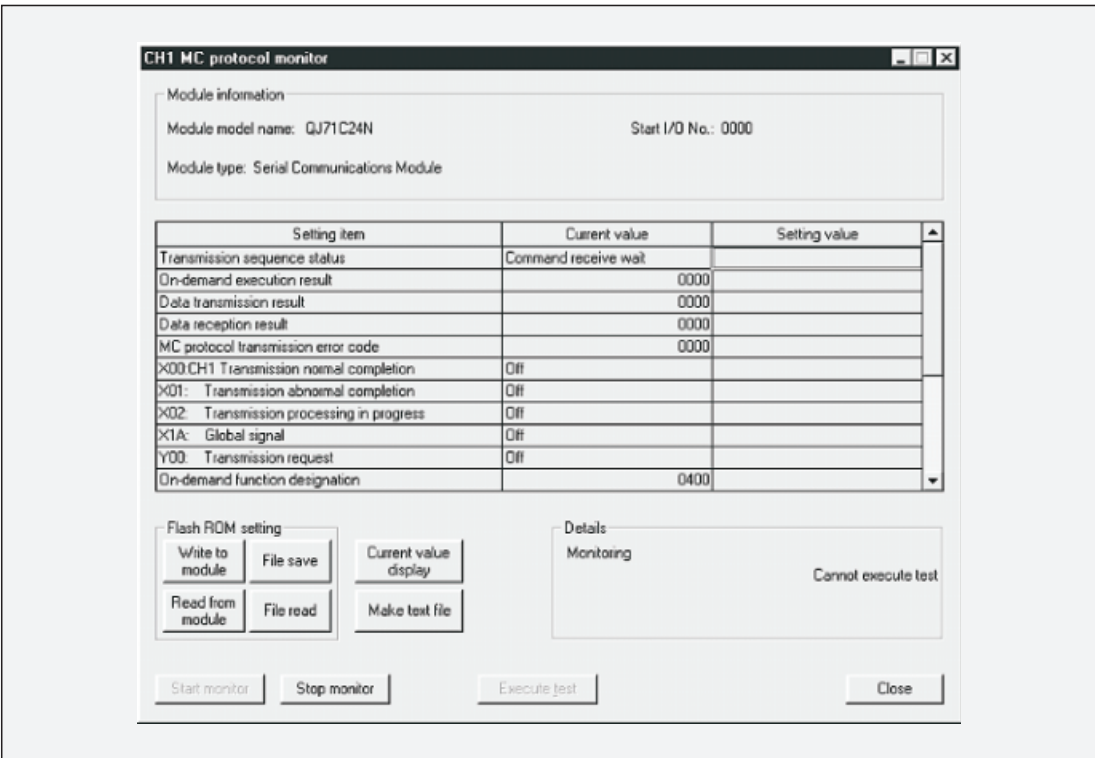 CH1 MC protocol monitor
Module information
Module model name: QJ71C24N Start I/O No.: 0000
Module type: Serial Communications Module
Setting item Current value Setting value
Transmission sequence status Command receive wait
On-demand execution result 0000
Data transmission result 0000
Data reception result 0000
MC protocol transmission error code 0000
X00:CH1 Transmission normal completion Off
X01: Transmission abnormal completion Off
X02: Transmission processing in progress Off
X1A: Global signal Off
Y00: Transmission request Off
On-demand function designation 0400
Flash ROM setting
Details
Write to
module
File save
Current value
display
Monitoring
Cannot execute test
Read from
module
File read
Make text file
Start monitor
Stop monitor
Execute test
Close